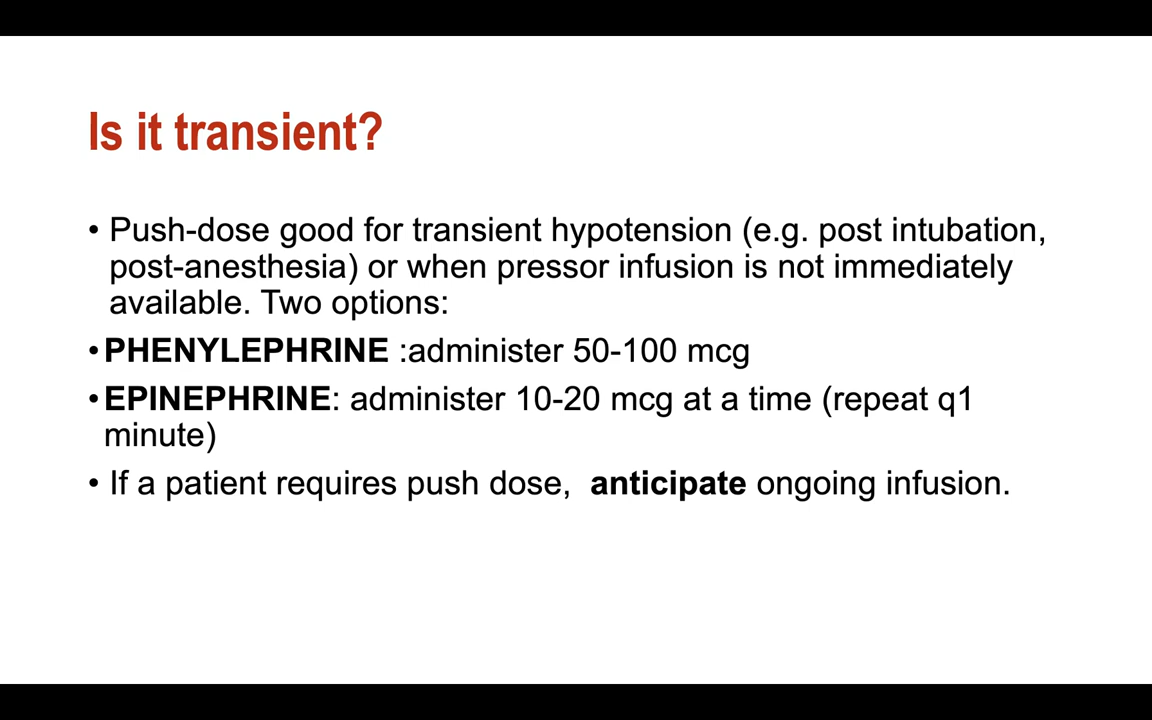 Is it transient?
• Push-dose good for transient hypotension (e.g. post intubation,
post-anesthesia) or when pressor infusion is not immediately
available. Two options:
•PHENYLEPHRINE :administer 50-100 mcg
•EPINEPHRINE: administer 10-20 mcg at a time (repeat q1
minute)
• If a patient requires push dose,  anticipate ongoing infusion.